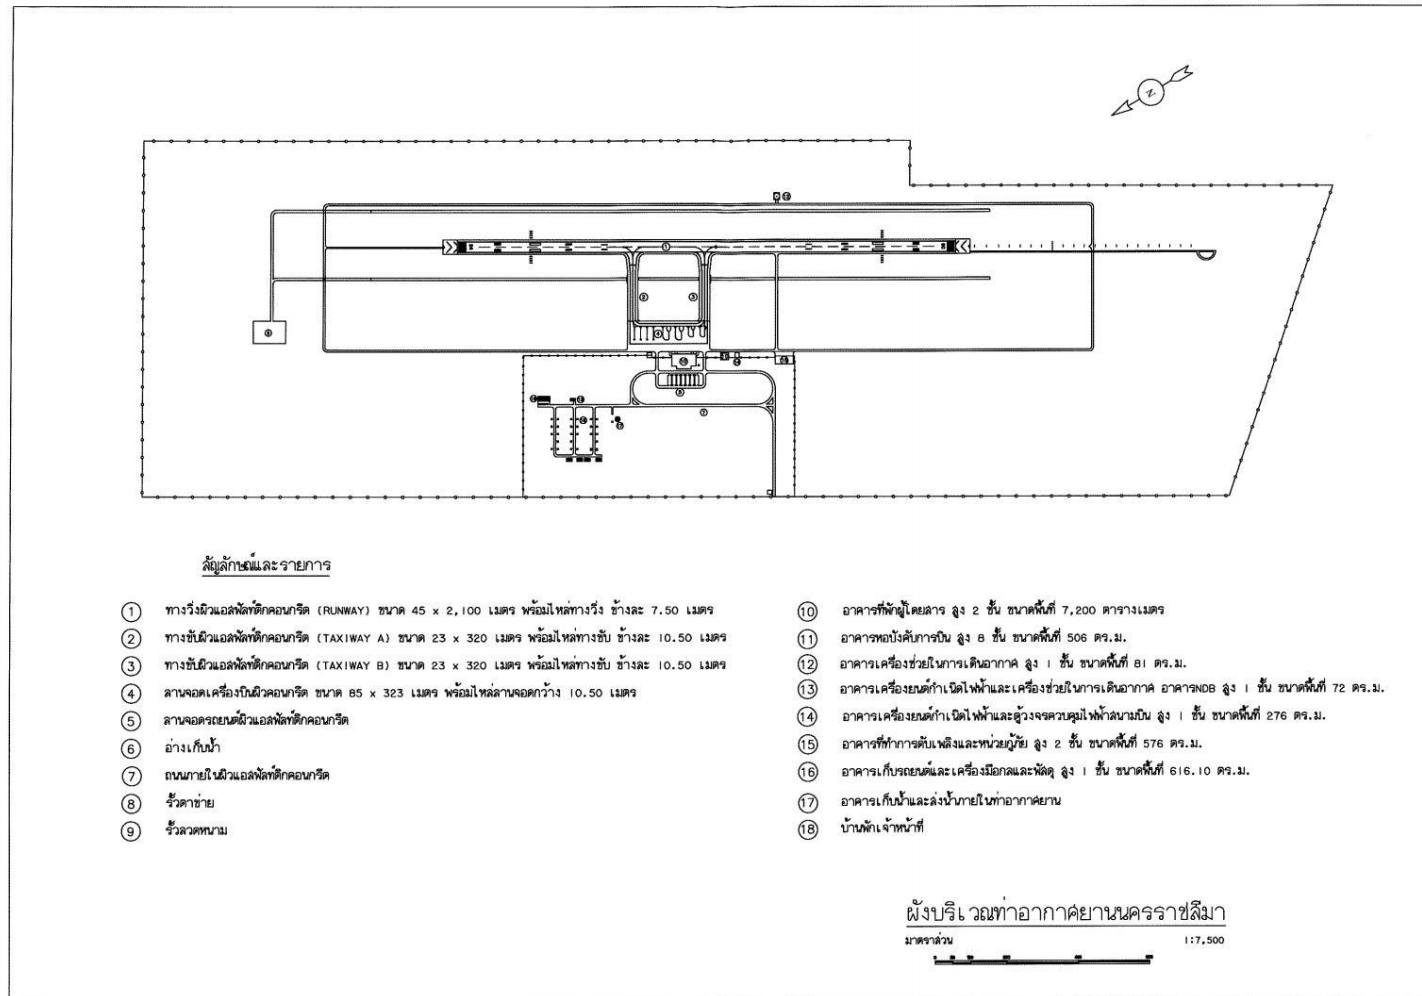 N
สัญลักษณ์และรายการ
1 ทางวิ่งผิวแอสฟัลท์ติกคอนกรีต (RUNWAY) ขนาด 45 x 2,100 เมตร พร้อมไหล่ทางวิ่ง ข้างละ 7.50 เมตร
2 ทางขับผิวแอสฟัลท์ติกคอนกรีต (TAXIWAY A) ขนาด 23 x 320 เมตร พร้อมไหล่ทางขับ ข้างละ 10.50 เมตร
3 ทางขับผิวแอสฟัลท์ติกคอนกรีต (TAXIWAY B) ขนาด 23 x 320 เมตร พร้อมไหล่ทางขับ ข้างละ 10.50 เมตร
4 ลานจอดเครื่องบินผิวคอนกรีต ขนาด 85 x 323 เมตร พร้อมไหล่ลานจอดกว้าง 10.50 เมตร
5 ลานจอดรถยนต์ผิวแอสฟัลท์ติกคอนกรีต
6 อ่างเก็บน้ำ
7 ถนนภายในผิวแอสฟัลท์ติกคอนกรีต
8 รั้วตาข่าย
9 รั้วลวดหนาม
10 อาคารที่พักผู้โดยสาร สูง 2 ชั้น ขนาดพื้นที่ 7,200 ตารางเมตร
11 อาคารหอบังคับการบิน สูง 8 ชั้น ขนาดพื้นที่ 506 ตร.ม.
12 อาคารเครื่องช่วยในการเดินอากาศ สูง 1 ชั้น ขนาดพื้นที่ 81 ตร.ม.
13 อาคารเครื่องยนต์กำเนิดไฟฟ้าและเครื่องช่วยในการเดินอากาศ อาคารNDB สูง 1 ชั้น ขนาดพื้นที่ 72 ตร.ม.
14 อาคารเครื่องยนต์กำเนิดไฟฟ้าและตู้วงจรควบคุมไฟฟ้าสนามบิน สูง 1 ชั้น ขนาดพื้นที่ 276 ตร.ม.
15 อาคารที่ทำการดับเพลิงและหน่วยกู้ภัย สูง 2 ชั้น ขนาดพื้นที่ 576 ตร.ม.
16 อาคารเก็บรถยนต์และเครื่องมือกลและพัสดุ สูง 1 ชั้น ขนาดพื้นที่ 616.10 ตร.ม.
17 อาคารเก็บน้ำและส่งน้ำภายในท่าอากาศยาน
18 บ้านพักเจ้าหน้าที่
ผังบริเวณท่าอากาศยานนครราชสีมา
มาตราส่วน 1:7,500